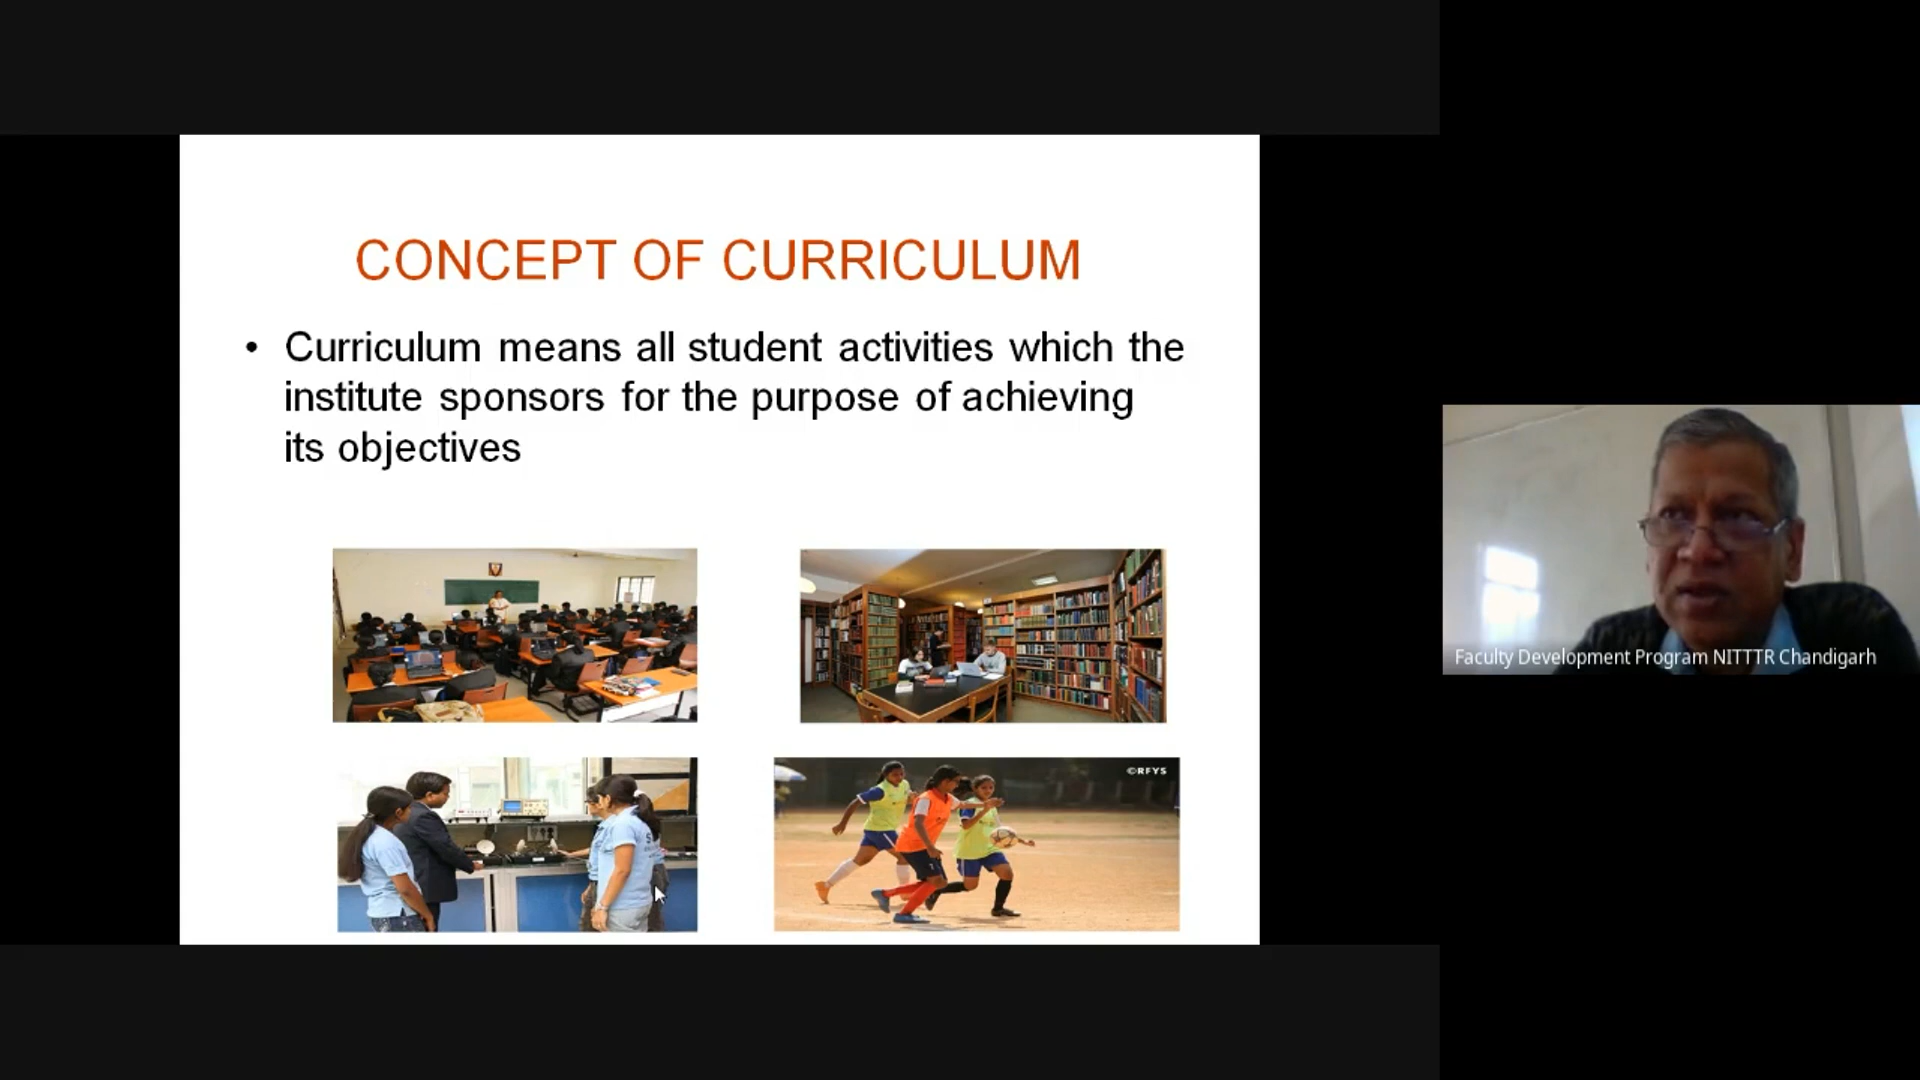 CONCEPT OF CURRICULUM
• Curriculum means all student activities which the
institute sponsors for the purpose of achieving
its objectives
©RFYS
Faculty Development Program NITTTR Chandigarh